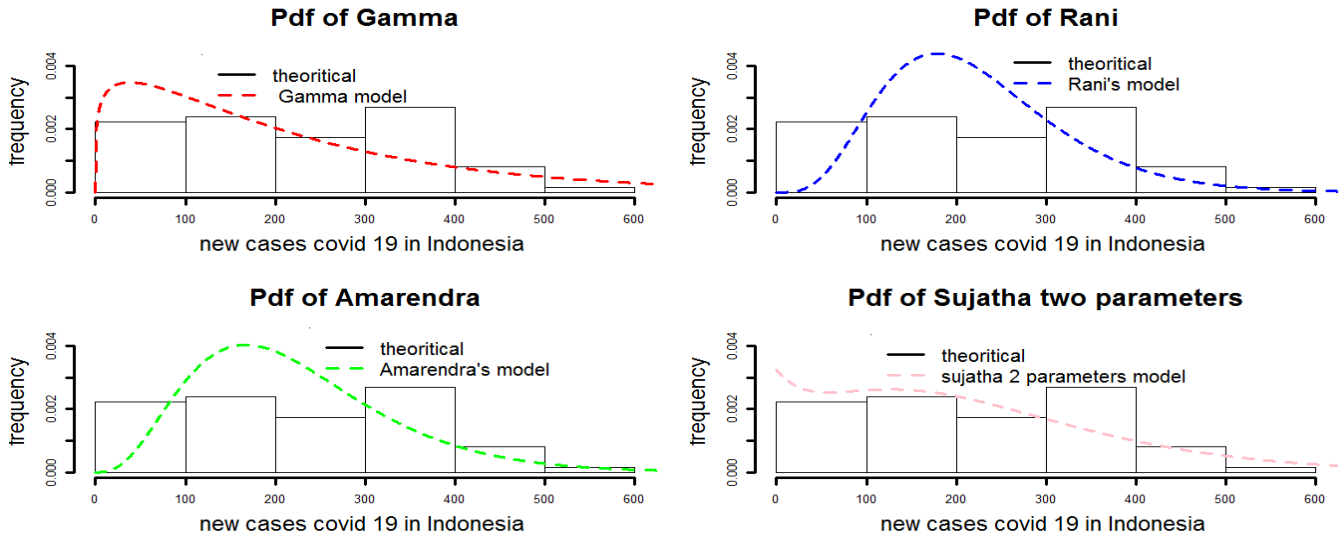 Pdf of Gamma
frequency
0.000
0.002
0.004
theoritical
Gamma model
0 100 200 300 400 500 600
new cases covid 19 in Indonesia
Pdf of Rani
frequency
0.000
0.002
0.004
theoritical
Rani's model
0 100 200 300 400 500 600
new cases covid 19 in Indonesia
Pdf of Amarendra
frequency
0.000
0.002
0.004
theoritical
Amarendra's model
0 100 200 300 400 500 600
new cases covid 19 in Indonesia
Pdf of Sujatha two parameters
frequency
0.000
0.002
0.004
theoritical
sujatha 2 parameters model
0 100 200 300 400 500 600
new cases covid 19 in Indonesia